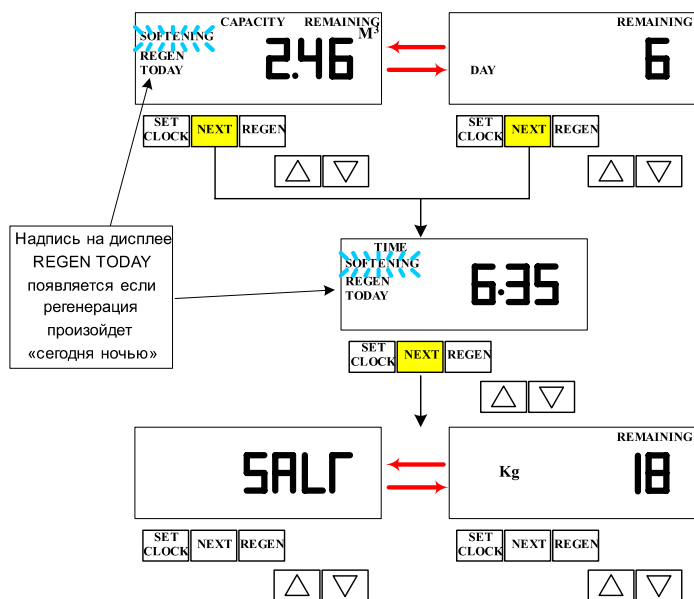 CAPACITY REMAINING
SOFTENING
M³
REGEN
TODAY
2.46
REMAINING
DAY
6
SET
CLOCK
NEXT
REGEN
SET
CLOCK
NEXT
REGEN
Надпись на дисплее
REGEN TODAY
появляется если
регенерация
произойдет
«сегодня ночью»
TIME
SOFTENING
REGEN
TODAY
6:35
SET
CLOCK
NEXT
REGEN
SALT
REMAINING
Kg
18
SET
CLOCK
NEXT
REGEN
SET
CLOCK
NEXT
REGEN